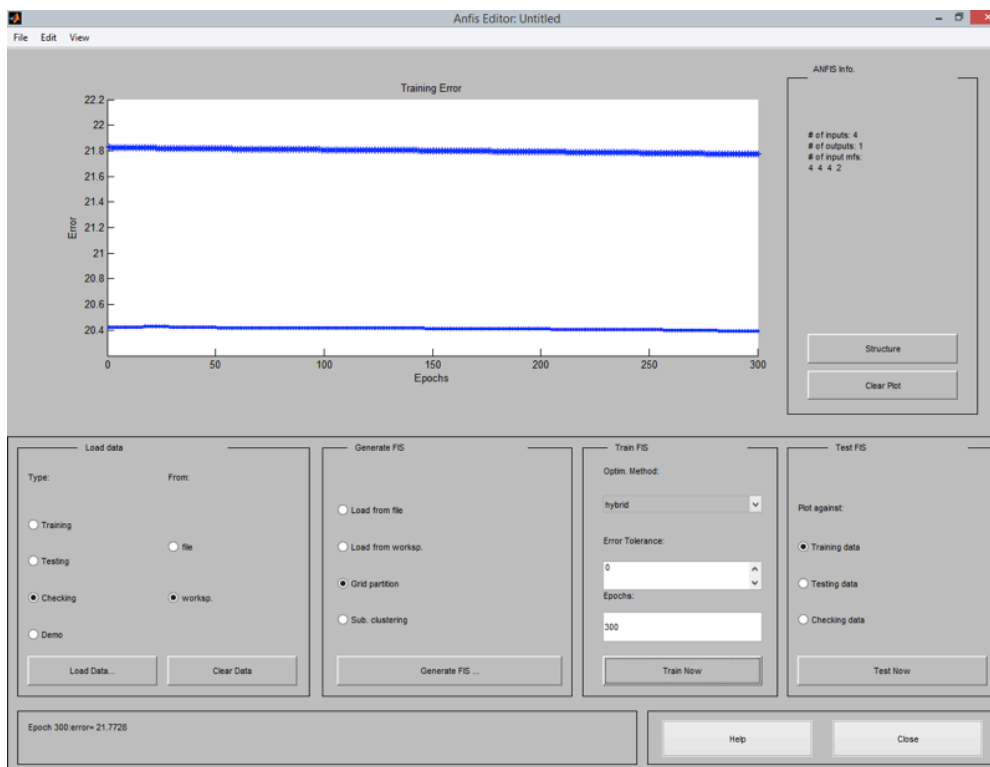 Anfis Editor: Untitled
File Edit View
Training Error
22.2
22
21.8
21.6
21.4
21.2
21
20.8
20.6
20.4
Error
0 50 100 150 200 250 300
Epochs
ANFIS Info.
# of inputs: 4
# of outputs: 1
# of input mfs:
4 4 4 2
Structure
Clear Plot
Load data
Type: From:
Training
Testing
Checking
Demo
file
worksp.
Load Data... Clear Data
Generate FIS
Load from file
Load from worksp.
Grid partition
Sub. clustering
Generate FIS ...
Train FIS
Optim. Method:
hybrid
Error Tolerance:
0
Epochs:
300
Train Now
Test FIS
Plot against:
Training data
Testing data
Checking data
Test Now
Epoch 300:error= 21.7728
Help Close